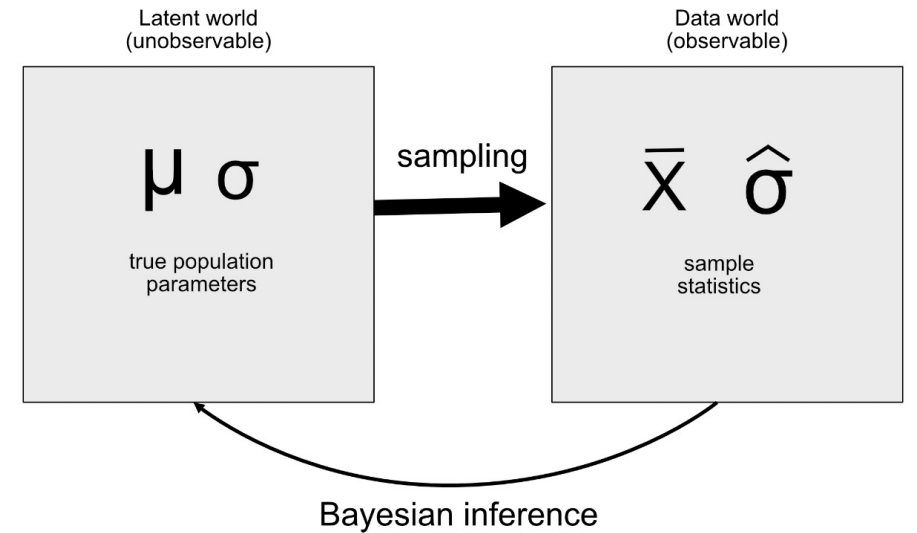 Latent world
(unobservable)
Data world
(observable)
μ σ
sampling
x̄ σ̂
true population
parameters
sample
statistics
Bayesian inference